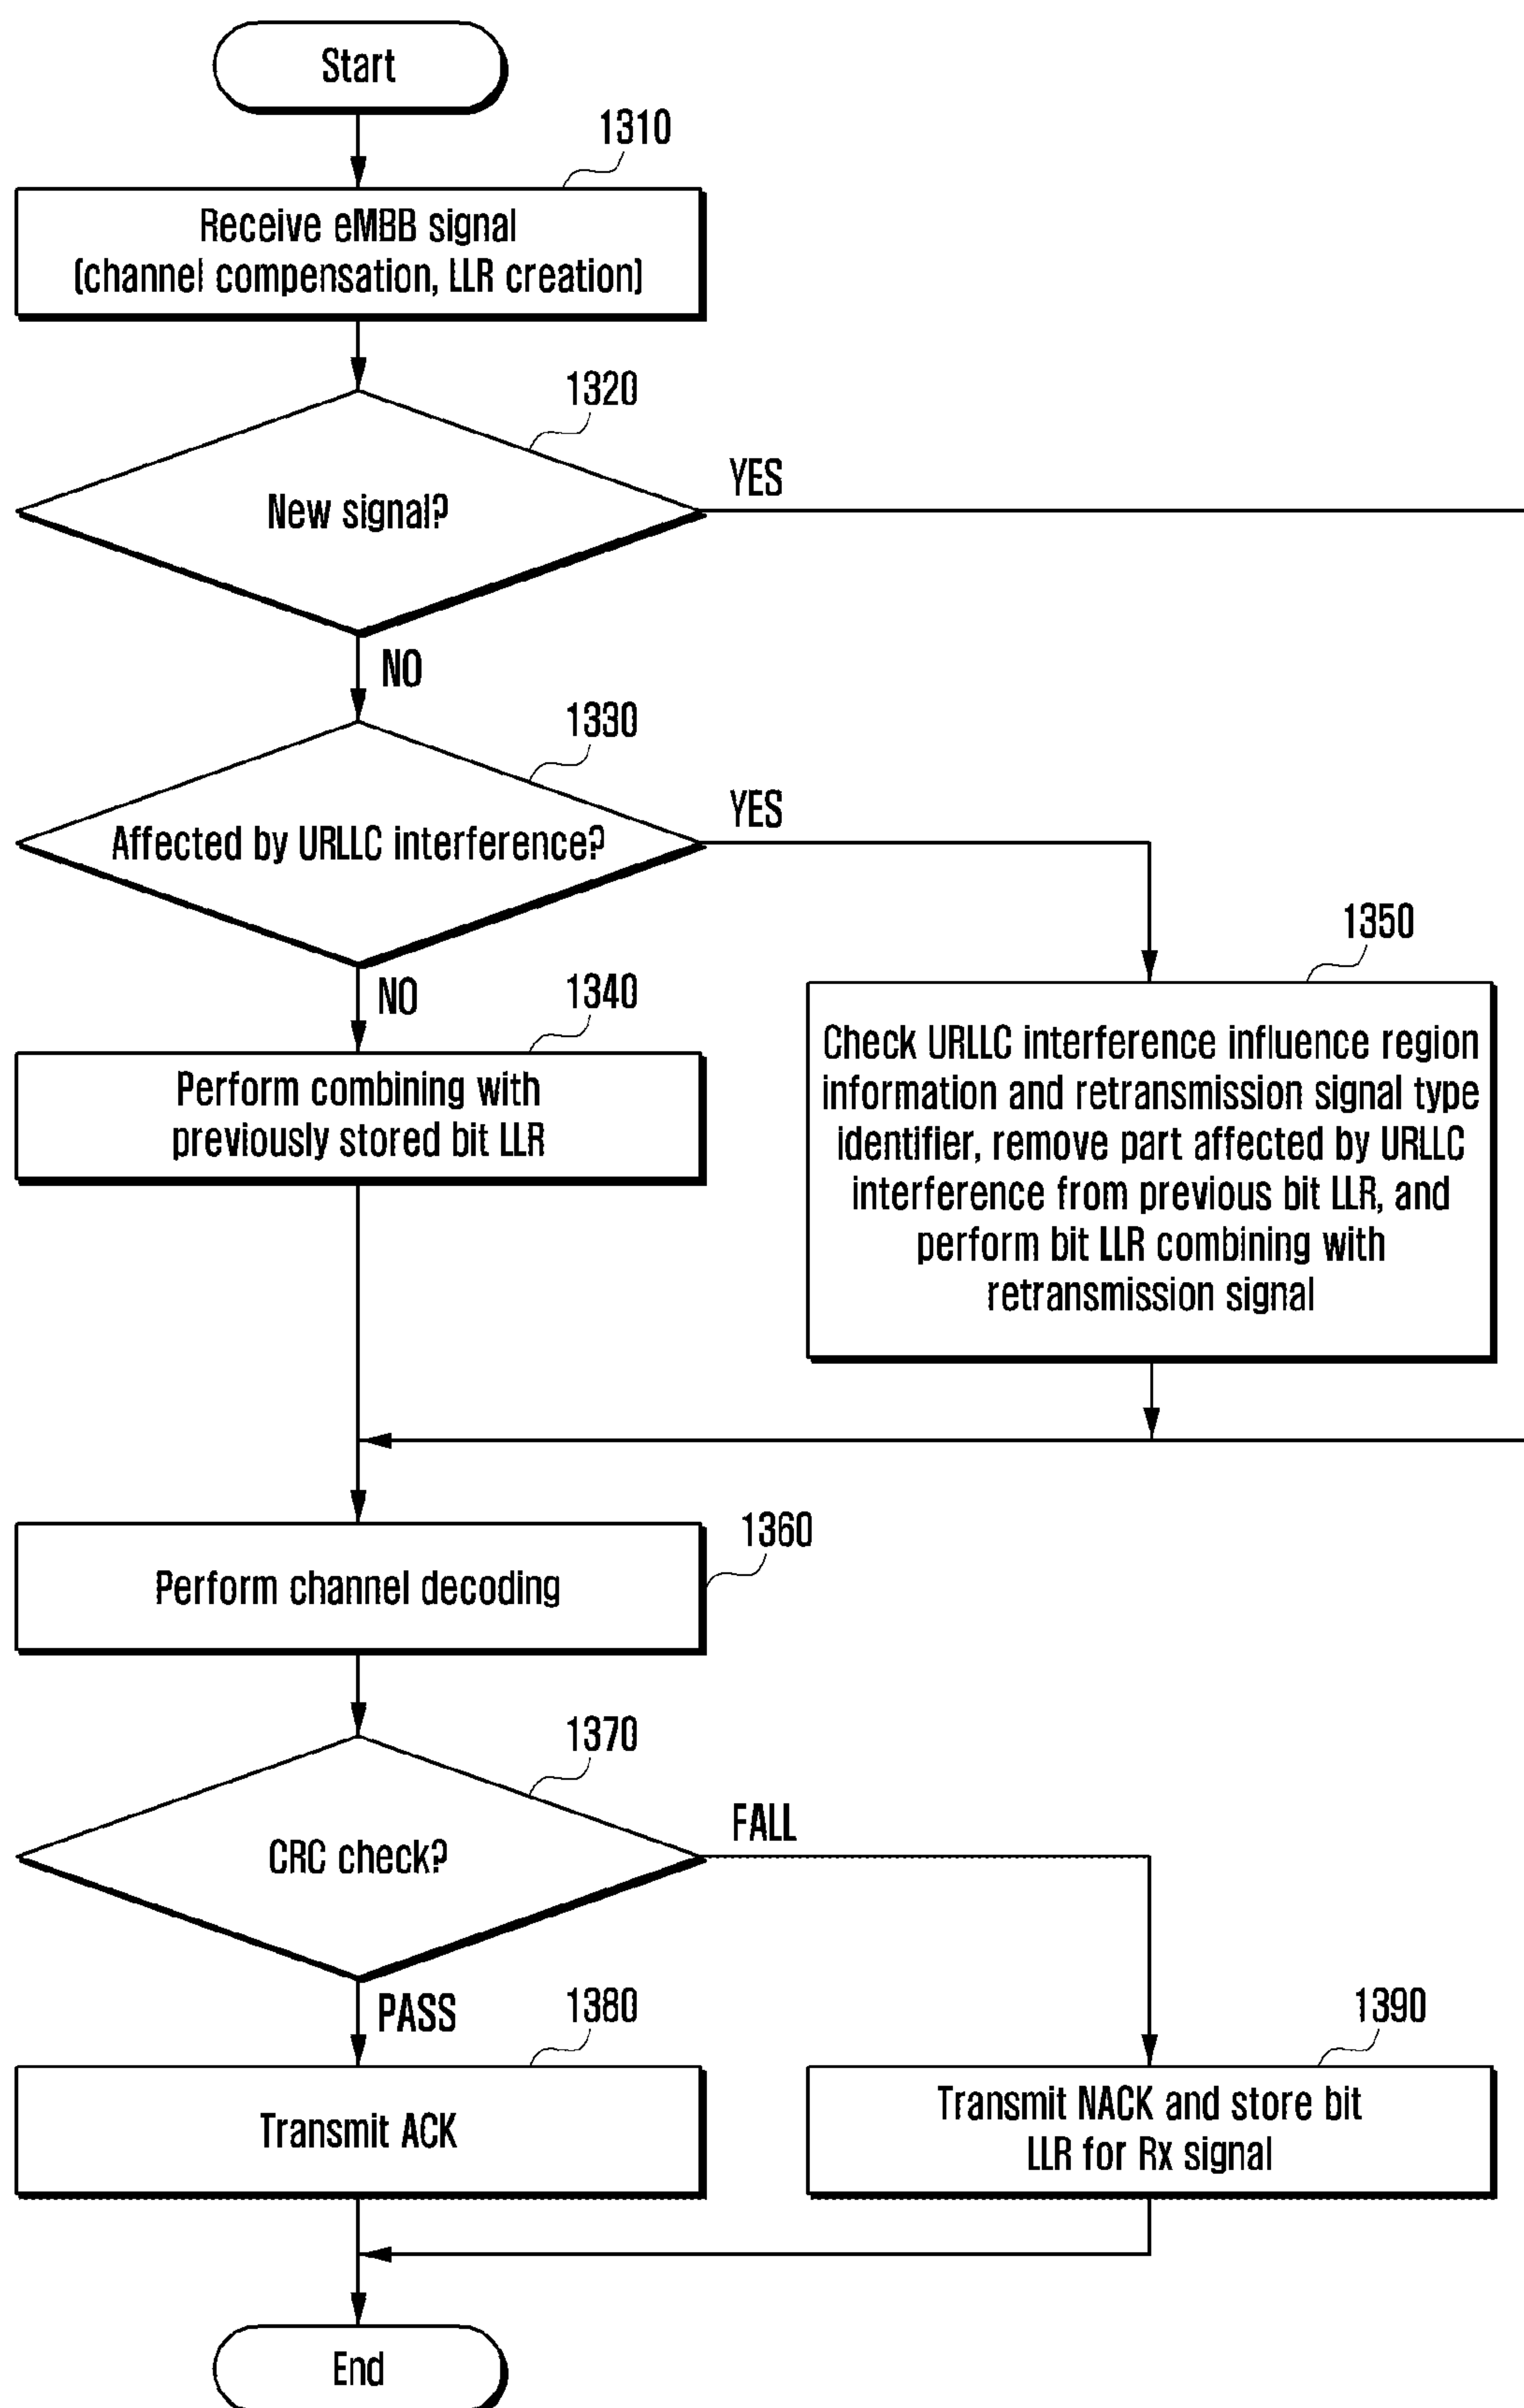 Start
1310
Receive eMBB signal
(channel compensation, LLR creation)
1320
New signal?
YES
NO
1330
Affected by URLLC interference?
YES
NO
1340
Perform combining with
previously stored bit LLR
1350
Check URLLC interference influence region
information and retransmission signal type
identifier, remove part affected by URLLC
interference from previous bit LLR, and
perform bit LLR combining with
retransmission signal
1360
Perform channel decoding
1370
CRC check?
FALL
PASS
1380
Transmit ACK
1390
Transmit NACK and store bit
LLR for Rx signal
End